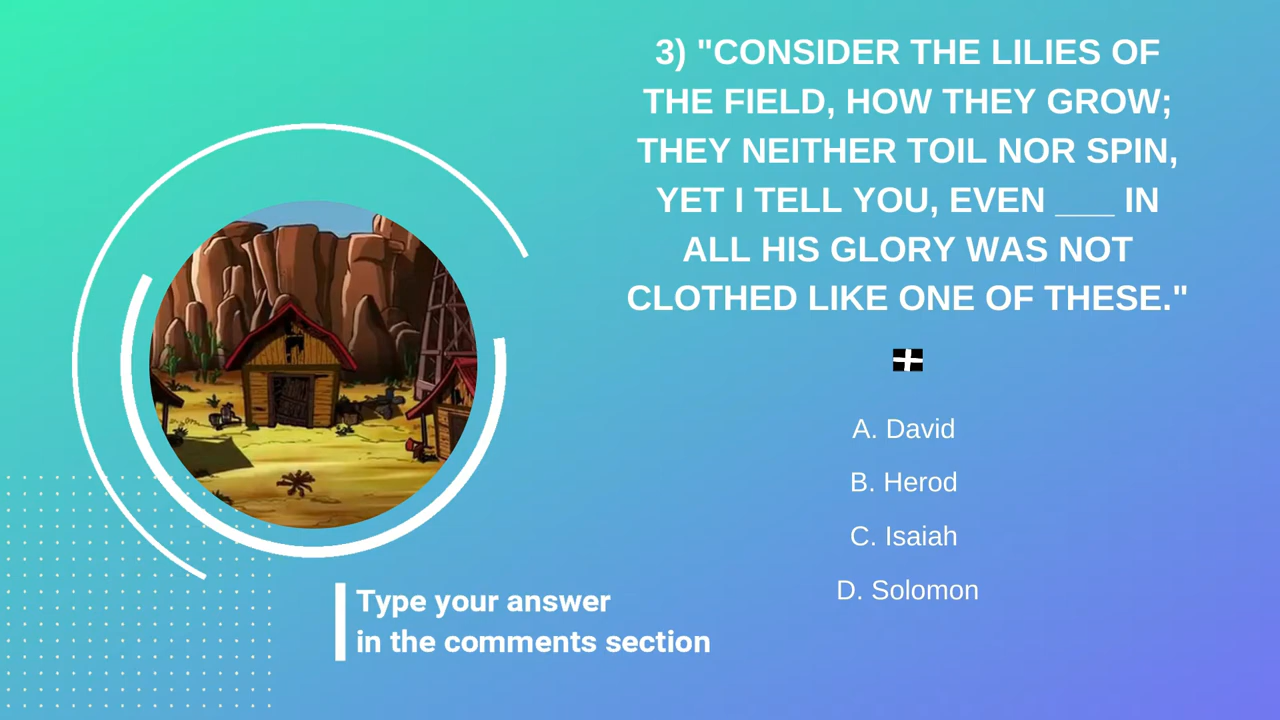 3) "CONSIDER THE LILIES OF
THE FIELD, HOW THEY GROW;
THEY NEITHER TOIL NOR SPIN,
YET I TELL YOU, EVEN ___ IN
ALL HIS GLORY WAS NOT
CLOTHED LIKE ONE OF THESE."
A. David
B. Herod
C. Isaiah
D. Solomon
Type your answer
in the comments section